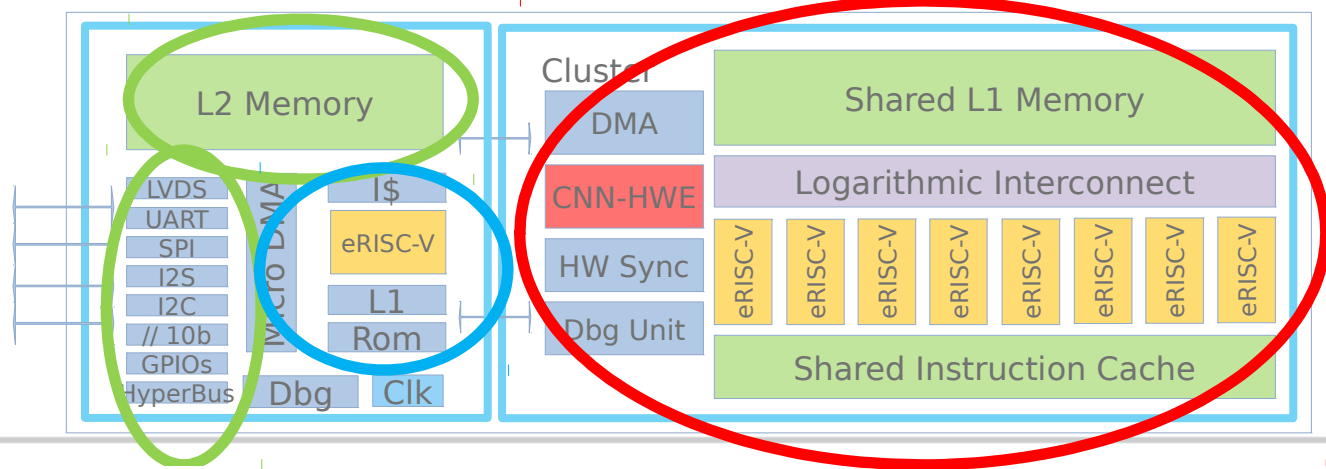 L2 Memory
LVDS
UART
SPI
I2S
I2C
// 10b
GPIOs
HyperBus
Micro DMA
I$
eRISC-V
L1
Rom
Dbg
Clk
Cluster
DMA
CNN-HWE
HW Sync
Dbg Unit
Shared L1 Memory
Logarithmic Interconnect
eRISC-V
eRISC-V
eRISC-V
eRISC-V
eRISC-V
eRISC-V
eRISC-V
eRISC-V
Shared Instruction Cache